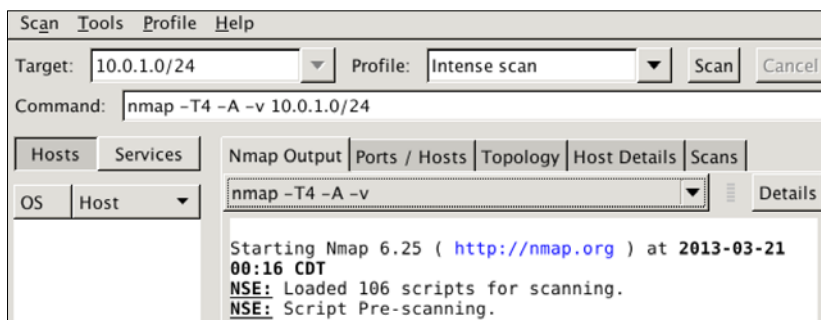 Scan Tools Profile Help
Target: 10.0.1.0/24 Profile: Intense scan Scan Cancel
Command: nmap -T4 -A -v 10.0.1.0/24
Hosts Services
Nmap Output Ports / Hosts Topology Host Details Scans
OS Host
nmap -T4 -A -v Details
Starting Nmap 6.25 ( http://nmap.org ) at 2013-03-21
00:16 CDT
NSE: Loaded 106 scripts for scanning.
NSE: Script Pre-scanning.